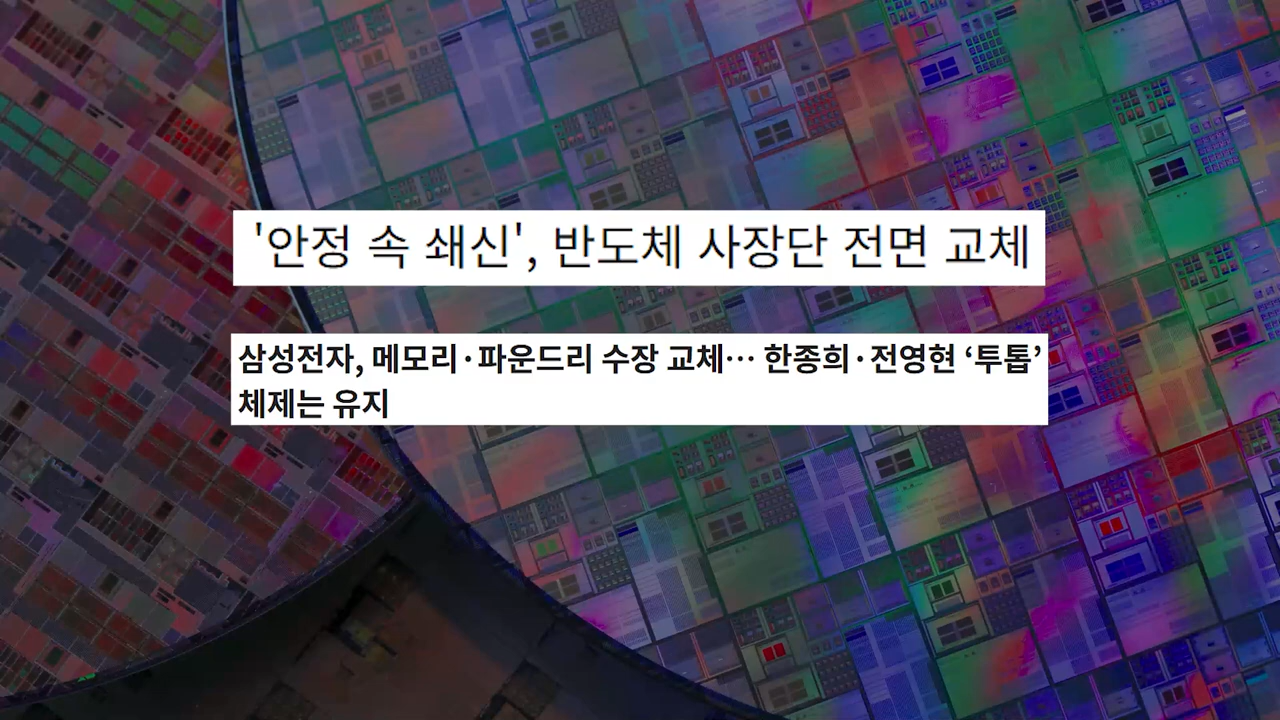 '안정 속 쇄신', 반도체 사장단 전면 교체
삼성전자, 메모리·파운드리 수장 교체… 한종희·전영현 ‘투톱’
체제는 유지